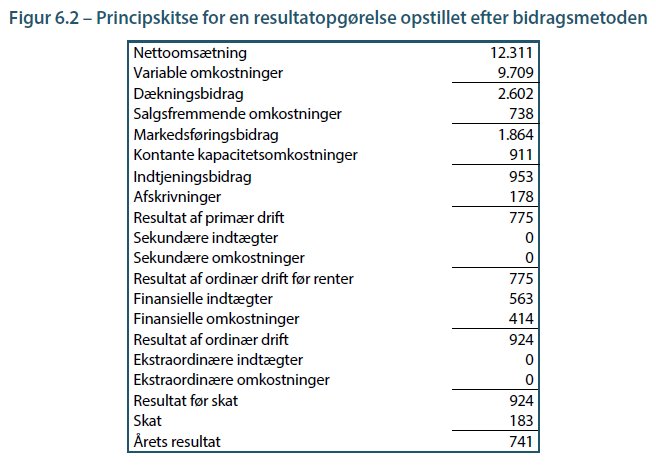 Figur 6.2 – Principskitse for en resultatopgørelse opstillet efter bidragsmetoden
Nettoomsætning 12.311
Variable omkostninger 9.709
Dækningsbidrag 2.602
Salgsfremmende omkostninger 738
Markedsføringsbidrag 1.864
Kontante kapacitetsomkostninger 911
Indtjeningsbidrag 953
Afskrivninger 178
Resultat af primær drift 775
Sekundære indtægter 0
Sekundære omkostninger 0
Resultat af ordinær drift før renter 775
Finansielle indtægter 563
Finansielle omkostninger 414
Resultat af ordinær drift 924
Ekstraordinære indtægter 0
Ekstraordinære omkostninger 0
Resultat før skat 924
Skat 183
Årets resultat 741